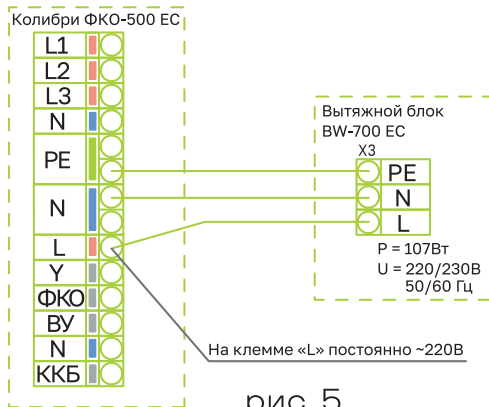 Колибри ФКО-500 ЕС
L1
L2
L3
N
PE
N
L
Y
ФКО
ВУ
N
ККБ
Вытяжной блок
BW-700 EC
X3
PE
N
L
P = 107Вт
U = 220/230В
50/60 Гц
На клемме «L» постоянно ~220В
рис. 5